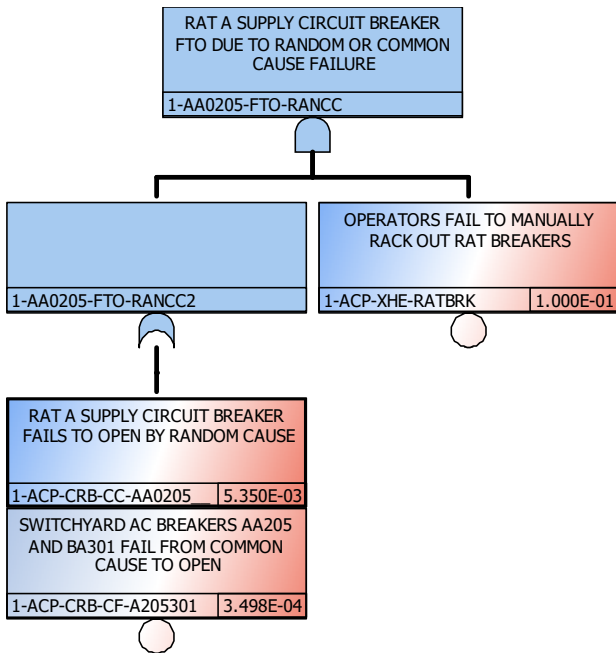 RAT A SUPPLY CIRCUIT BREAKER
FTO DUE TO RANDOM OR COMMON
CAUSE FAILURE
1-AA0205-FTO-RANCC
1-AA0205-FTO-RANCC2
OPERATORS FAIL TO MANUALLY
RACK OUT RAT BREAKERS
1-ACP-XHE-RATBRK 1.000E-01
RAT A SUPPLY CIRCUIT BREAKER
FAILS TO OPEN BY RANDOM CAUSE
1-ACP-CRB-CC-AA0205__ 5.350E-03
SWITCHYARD AC BREAKERS AA205
AND BA301 FAIL FROM COMMON
CAUSE TO OPEN
1-ACP-CRB-CF-A205301 3.498E-04